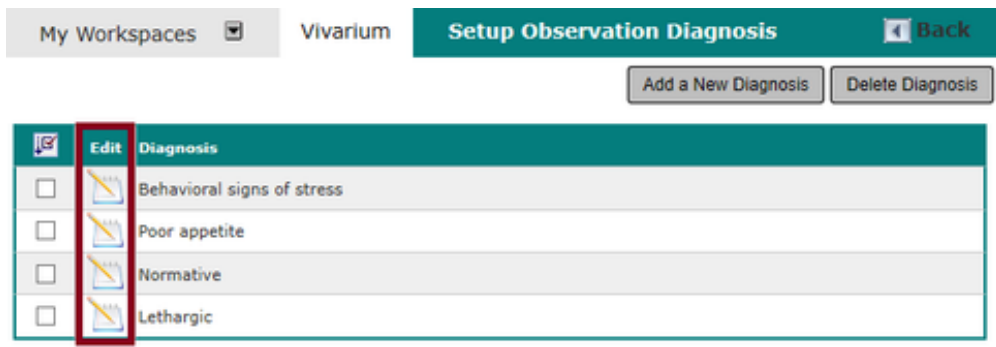 My Workspaces Vivarium Setup Observation Diagnosis Back
Add a New Diagnosis Delete Diagnosis
Edit Diagnosis
Behavioral signs of stress
Poor appetite
Normative
Lethargic